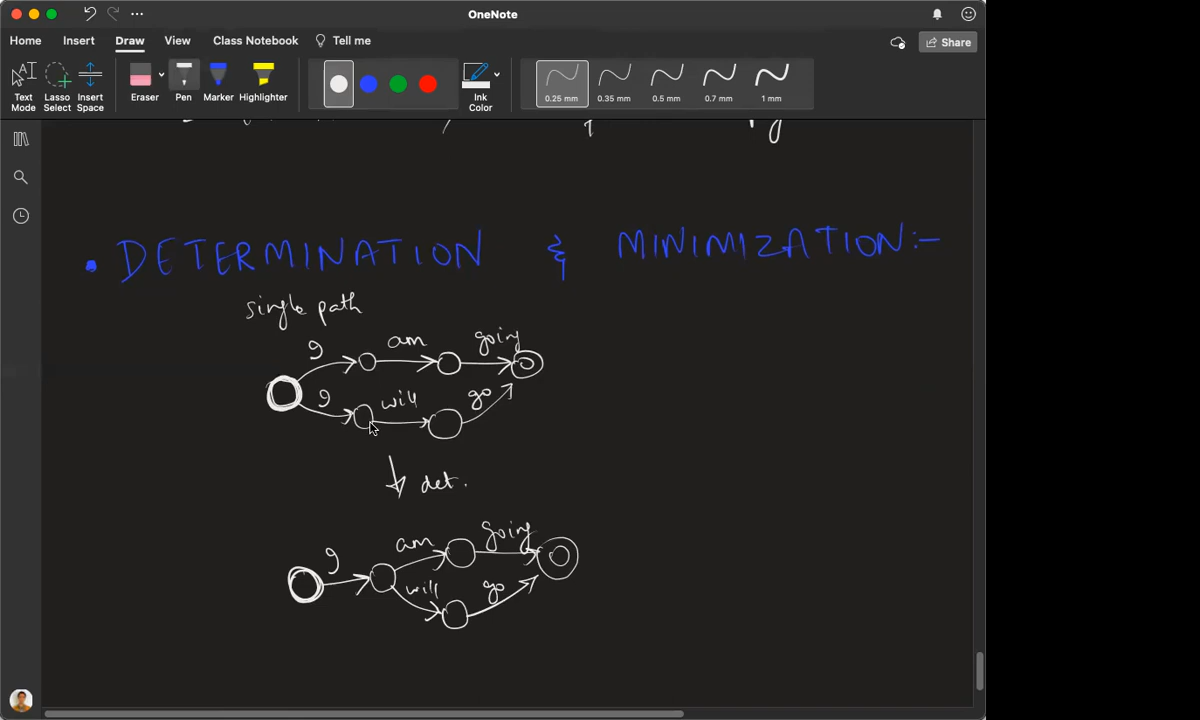 OneNote
Home Insert Draw View Class Notebook Tell me
Share
Text Mode
Lasso Select
Insert Space
Eraser
Pen
Marker
Highlighter
Ink Color
0.25 mm
0.35 mm
0.5 mm
0.7 mm
1 mm
• DETERMINATION & MINIMIZATION :-
single path
I am going
I will go
det.
I am going
will go